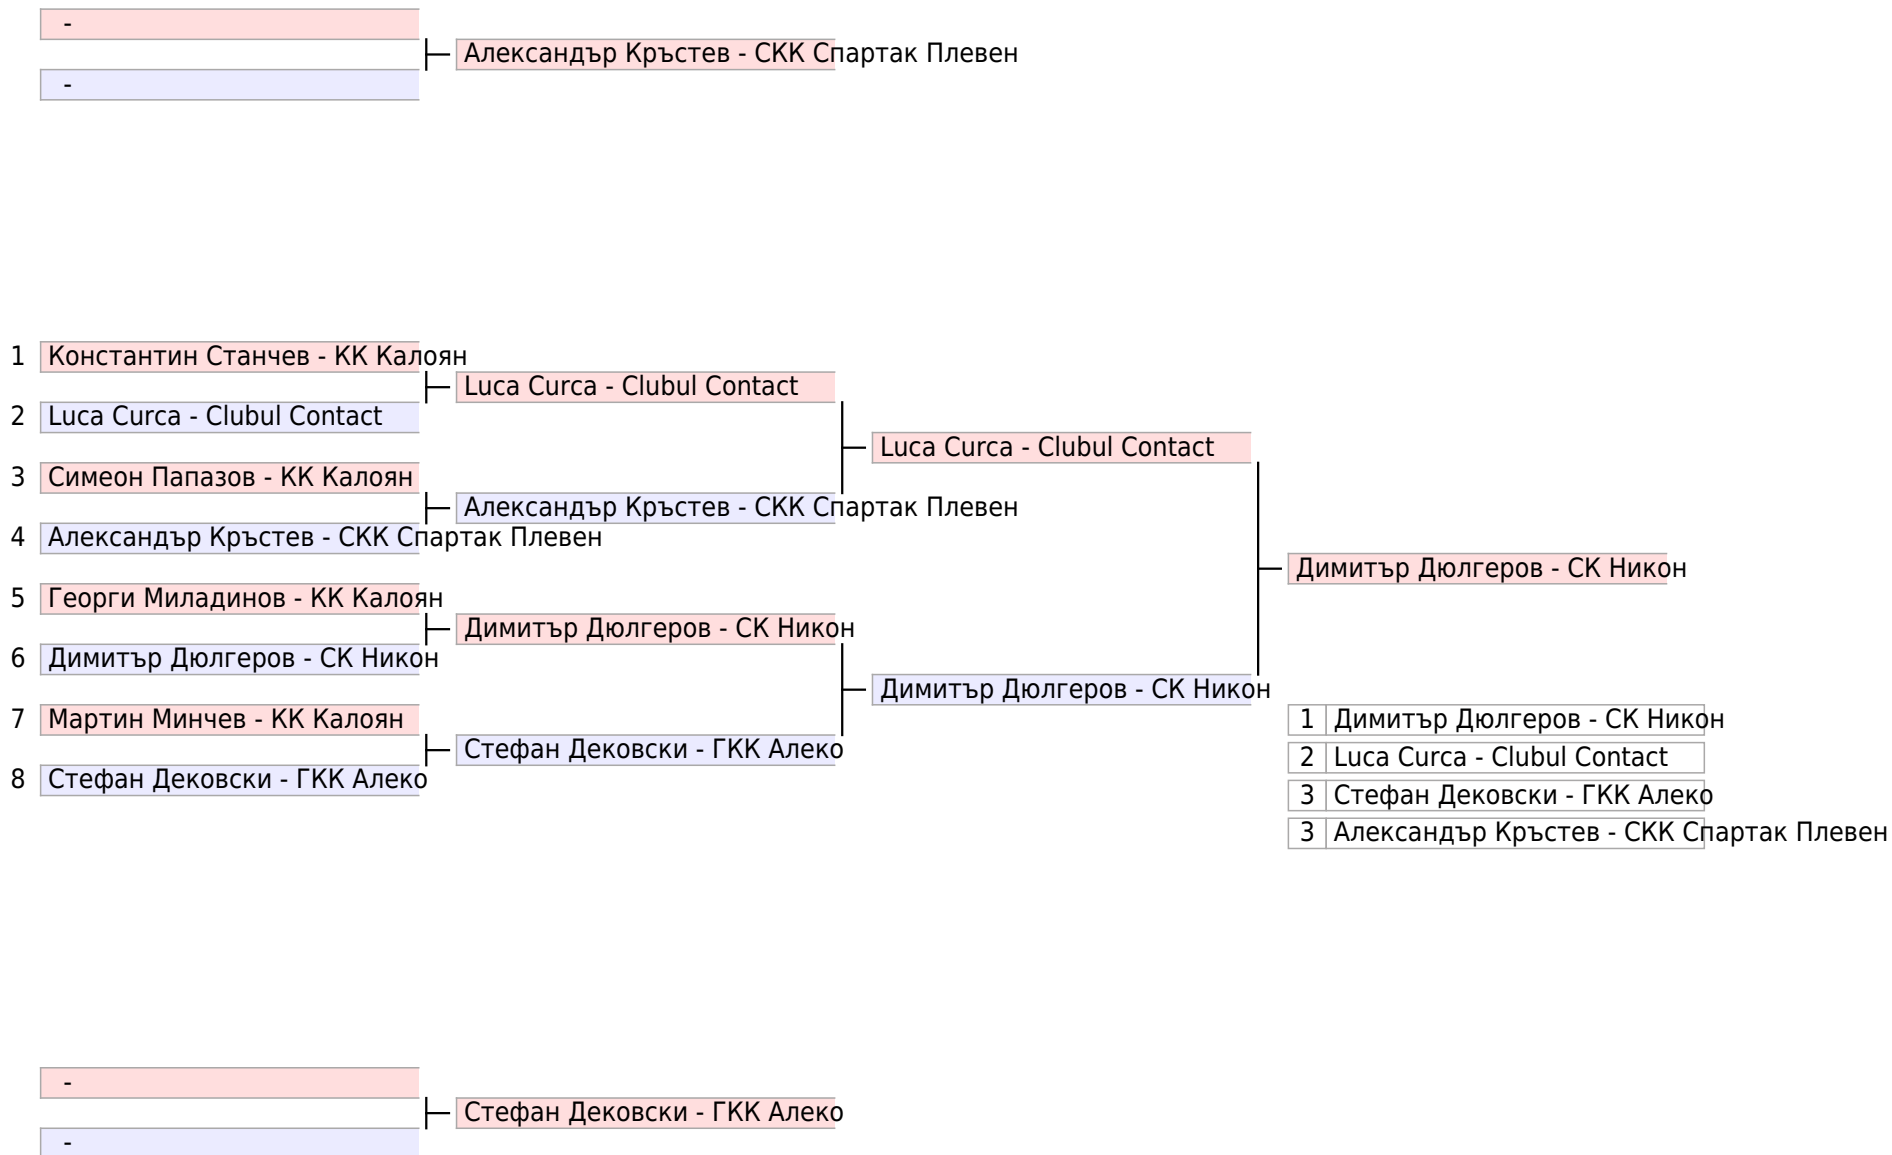 -
Александър Кръстев - СКК Спартак Плевен
-
1 Константин Станчев - КК Калоян
Luca Curca - Clubul Contact
2 Luca Curca - Clubul Contact
Luca Curca - Clubul Contact
3 Симеон Папазов - КК Калоян
Александър Кръстев - СКК Спартак Плевен
4 Александър Кръстев - СКК Спартак Плевен
Димитър Дюлгеров - СК Никон
5 Георги Миладинов - КК Калоян
Димитър Дюлгеров - СК Никон
6 Димитър Дюлгеров - СК Никон
Димитър Дюлгеров - СК Никон
7 Мартин Минчев - КК Калоян
1 Димитър Дюлгеров - СК Никон
Стефан Дековски - ГКК Алеко
2 Luca Curca - Clubul Contact
8 Стефан Дековски - ГКК Алеко
3 Стефан Дековски - ГКК Алеко
3 Александър Кръстев - СКК Спартак Плевен
-
Стефан Дековски - ГКК Алеко
-